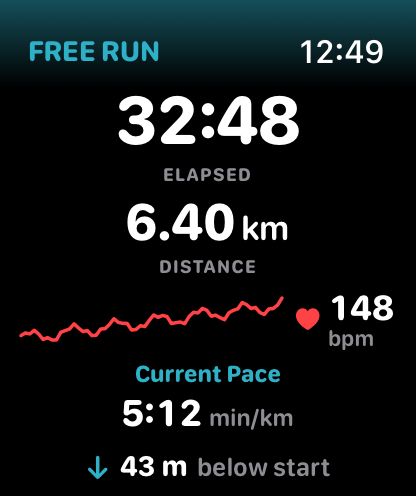 FREE RUN 12:49
32:48
ELAPSED
6.40 km
DISTANCE
148
bpm
Current Pace
5:12 min/km
43 m below start